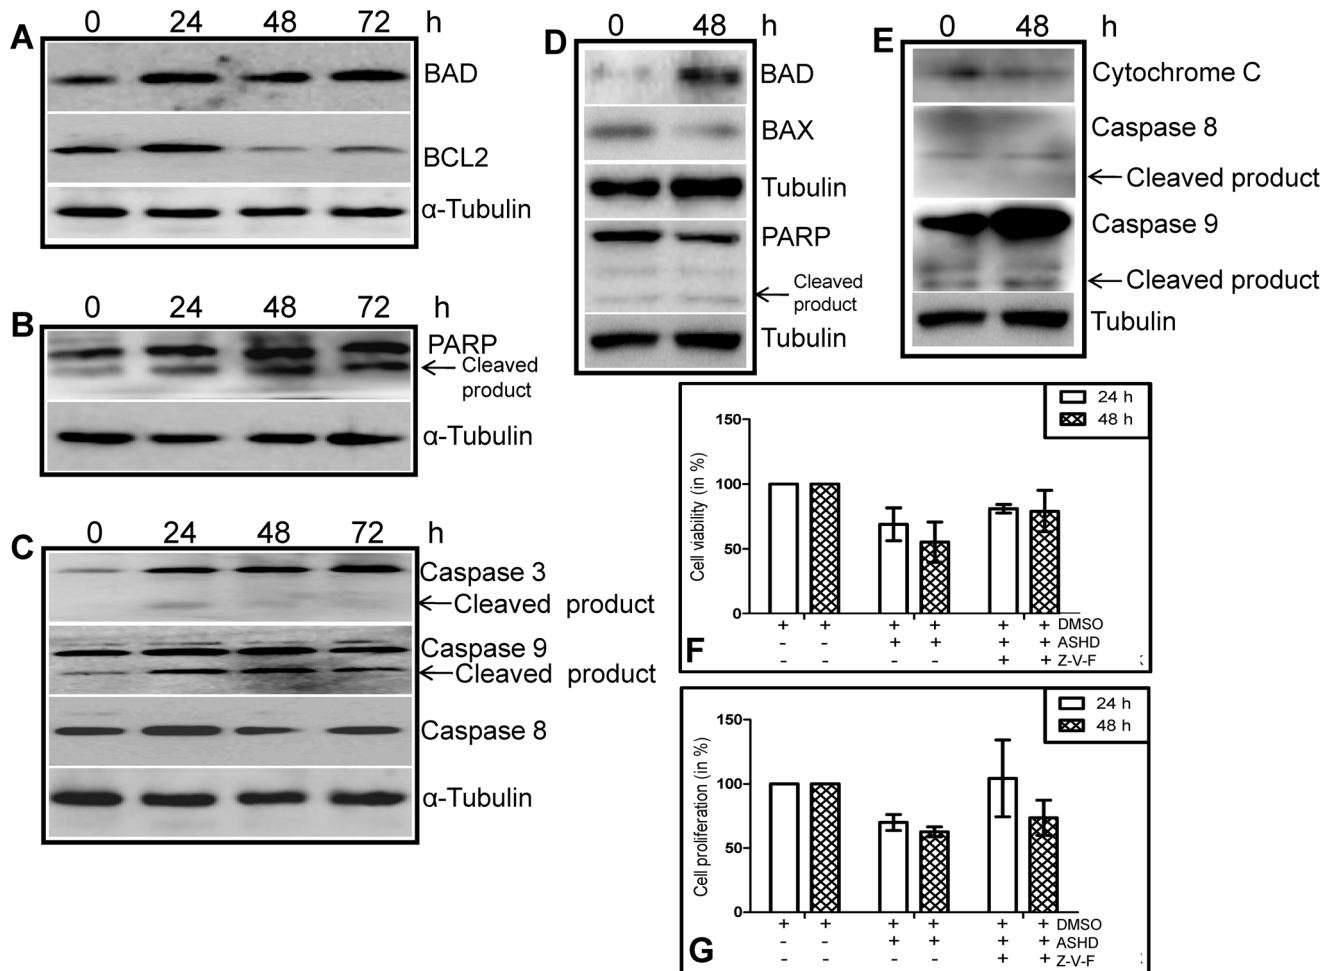 A
0 24 48 72 h
BAD
BCL2
α-Tubulin
B
0 24 48 72 h
PARP
Cleaved
product
α-Tubulin
C
0 24 48 72 h
Caspase 3
Cleaved product
Caspase 9
Cleaved product
Caspase 8
α-Tubulin
D
0 48 h
BAD
BAX
Tubulin
PARP
Cleaved
product
Tubulin
E
0 48 h
Cytochrome C
Caspase 8
Cleaved product
Caspase 9
Cleaved product
Tubulin
24 h
48 h
Cell viability (in %)
150
100
50
0
+ + + + + + DMSO
- - + + + + ASHD
- - - - + + Z-V-F
F
24 h
48 h
Cell proliferation (in %)
150
100
50
0
+ + + + + + DMSO
- - + + + + ASHD
- - - - + + Z-V-F
G